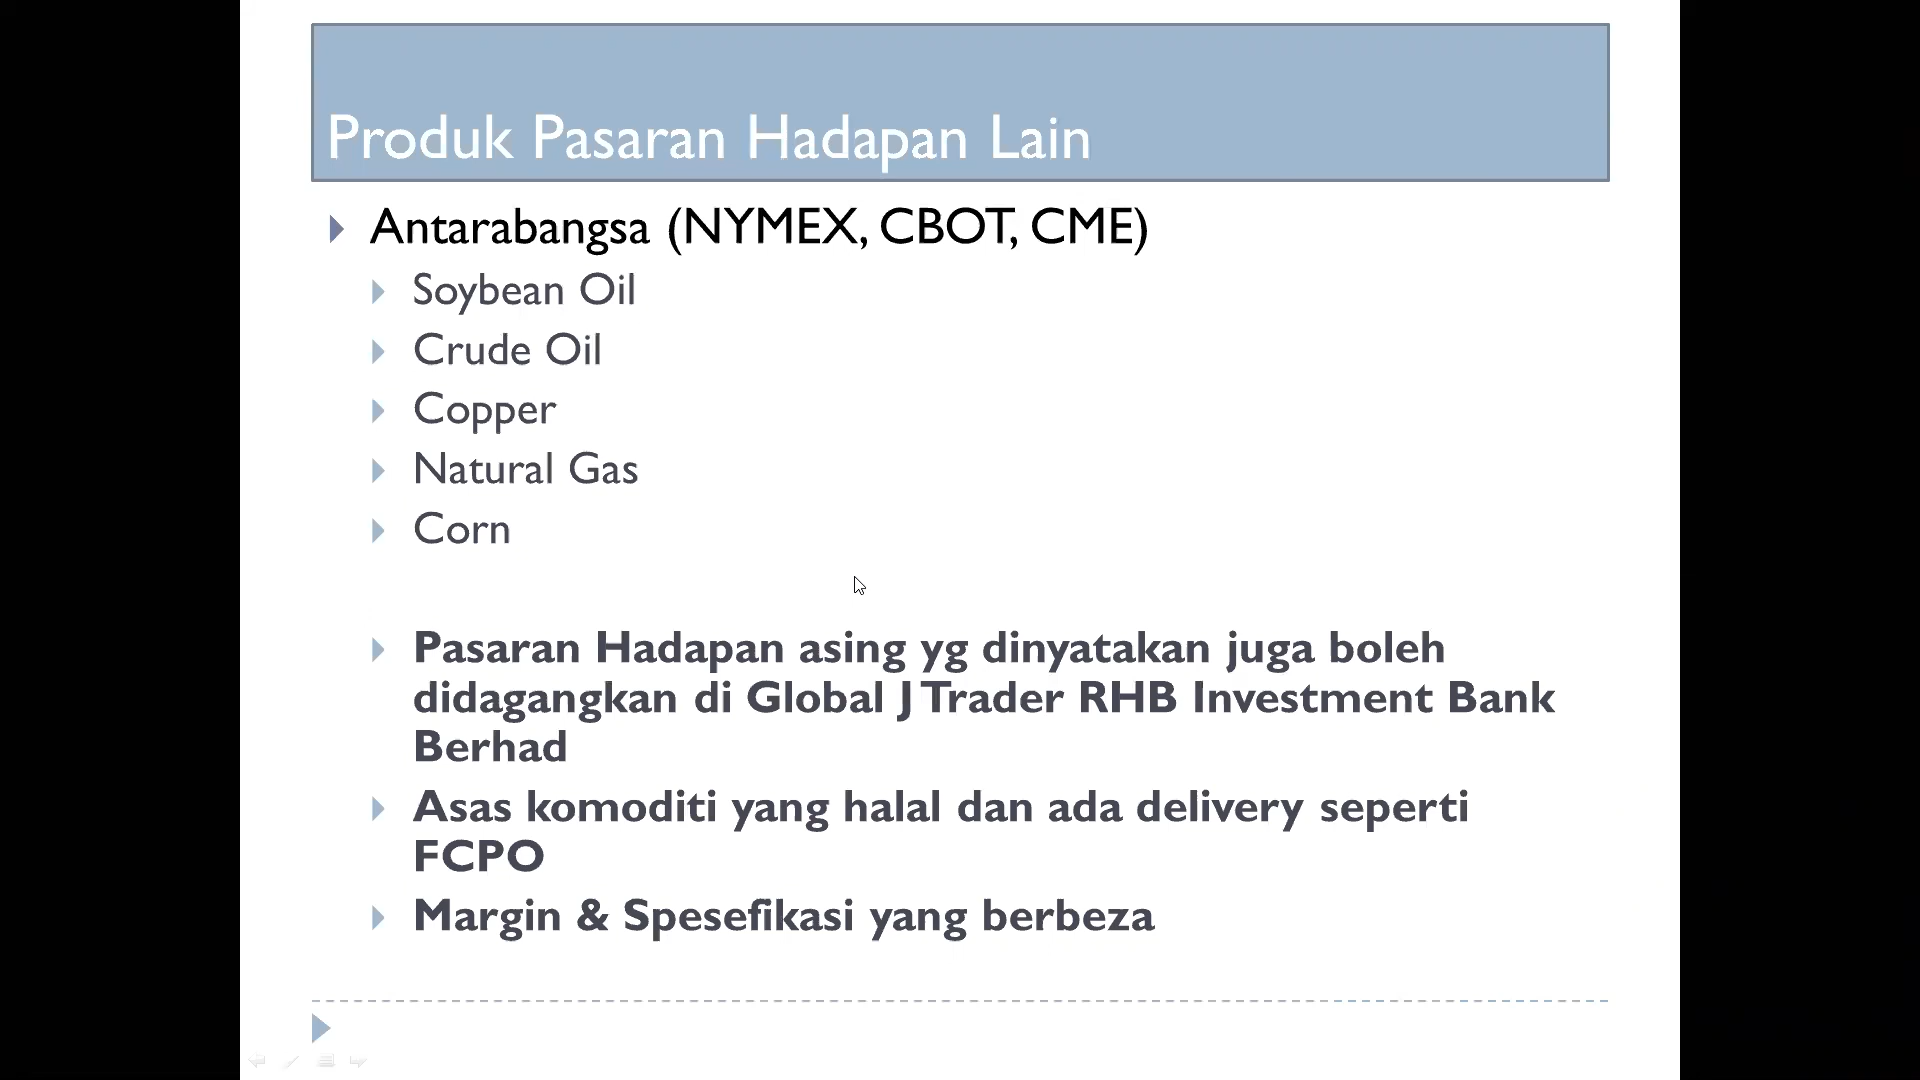 Produk Pasaran Hadapan Lain
Antarabangsa (NYMEX, CBOT, CME)
Soybean Oil
Crude Oil
Copper
Natural Gas
Corn
Pasaran Hadapan asing yg dinyatakan juga boleh
didagangkan di Global J Trader RHB Investment Bank
Berhad
Asas komoditi yang halal dan ada delivery seperti
FCPO
Margin & Spesefikasi yang berbeza